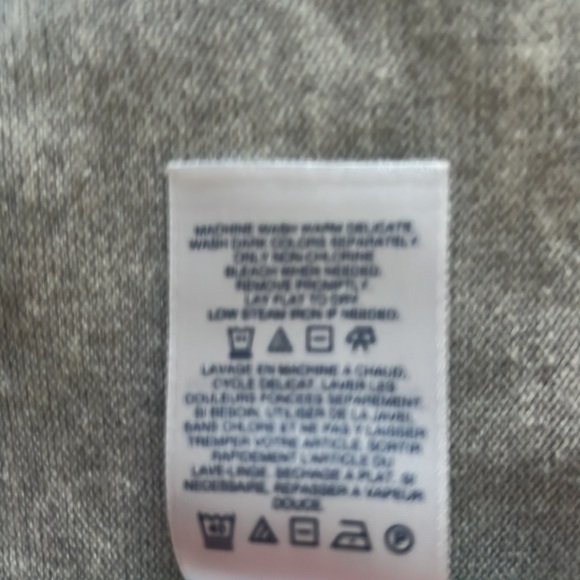 MACHINE WASH WARM DELICATE.
WASH DARK COLORS SEPARATELY.
ONLY NON-CHLORINE
BLEACH WHEN NEEDED.
REMOVE PROMPTLY.
LAY FLAT TO DRY.
LOW STEAM IRON IF NEEDED.
LAVAGE EN MACHINE A CHAUD,
CYCLE DELICAT. LAVER LES
COULEURS FONCEES SEPAREMENT.
SI BESOIN, UTILISER DE LA JAVEL
SANS CHLORE ET NE PAS Y LAISSER
TREMPER VOTRE ARTICLE. SORTIR
RAPIDEMENT L'ARTICLE DU
LAVE-LINGE. SECHAGE A PLAT. SI
NECESSAIRE, REPASSER A VAPEUR
DOUCE.